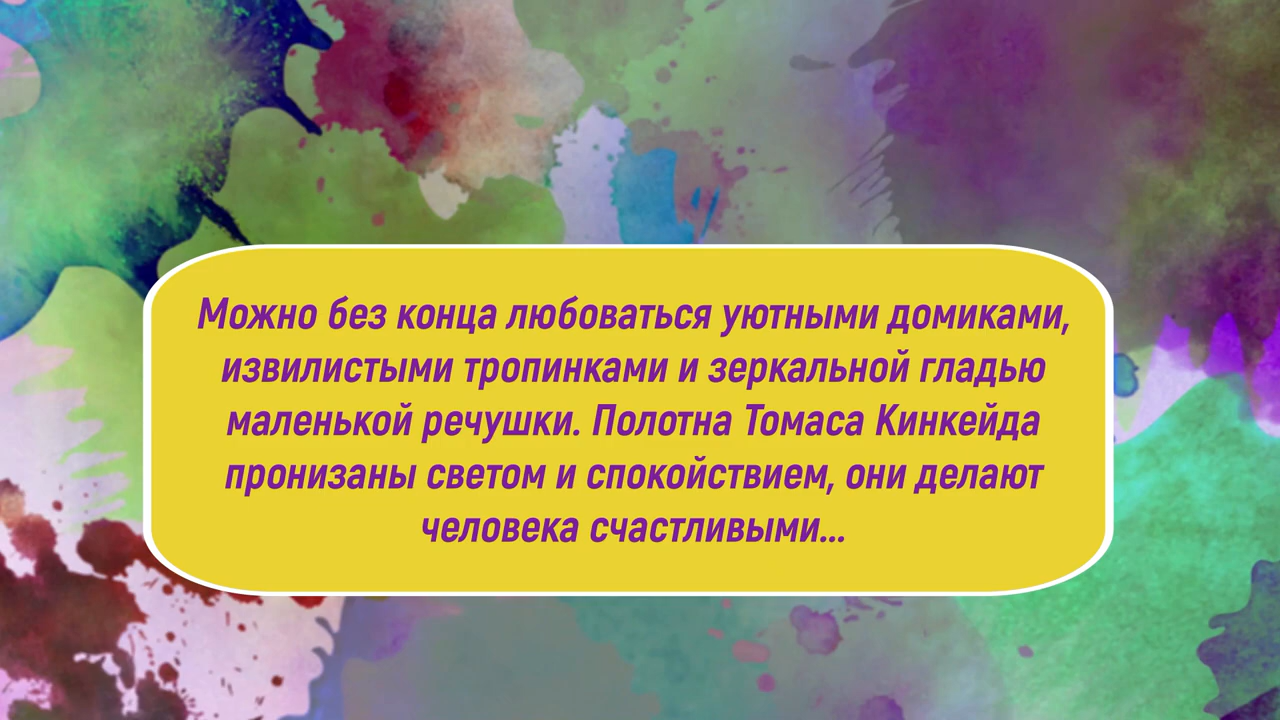 Можно без конца любоваться уютными домиками,
извилистыми тропинками и зеркальной гладью
маленькой речушки. Полотна Томаса Кинкейда
пронизаны светом и спокойствием, они делают
человека счастливыми...